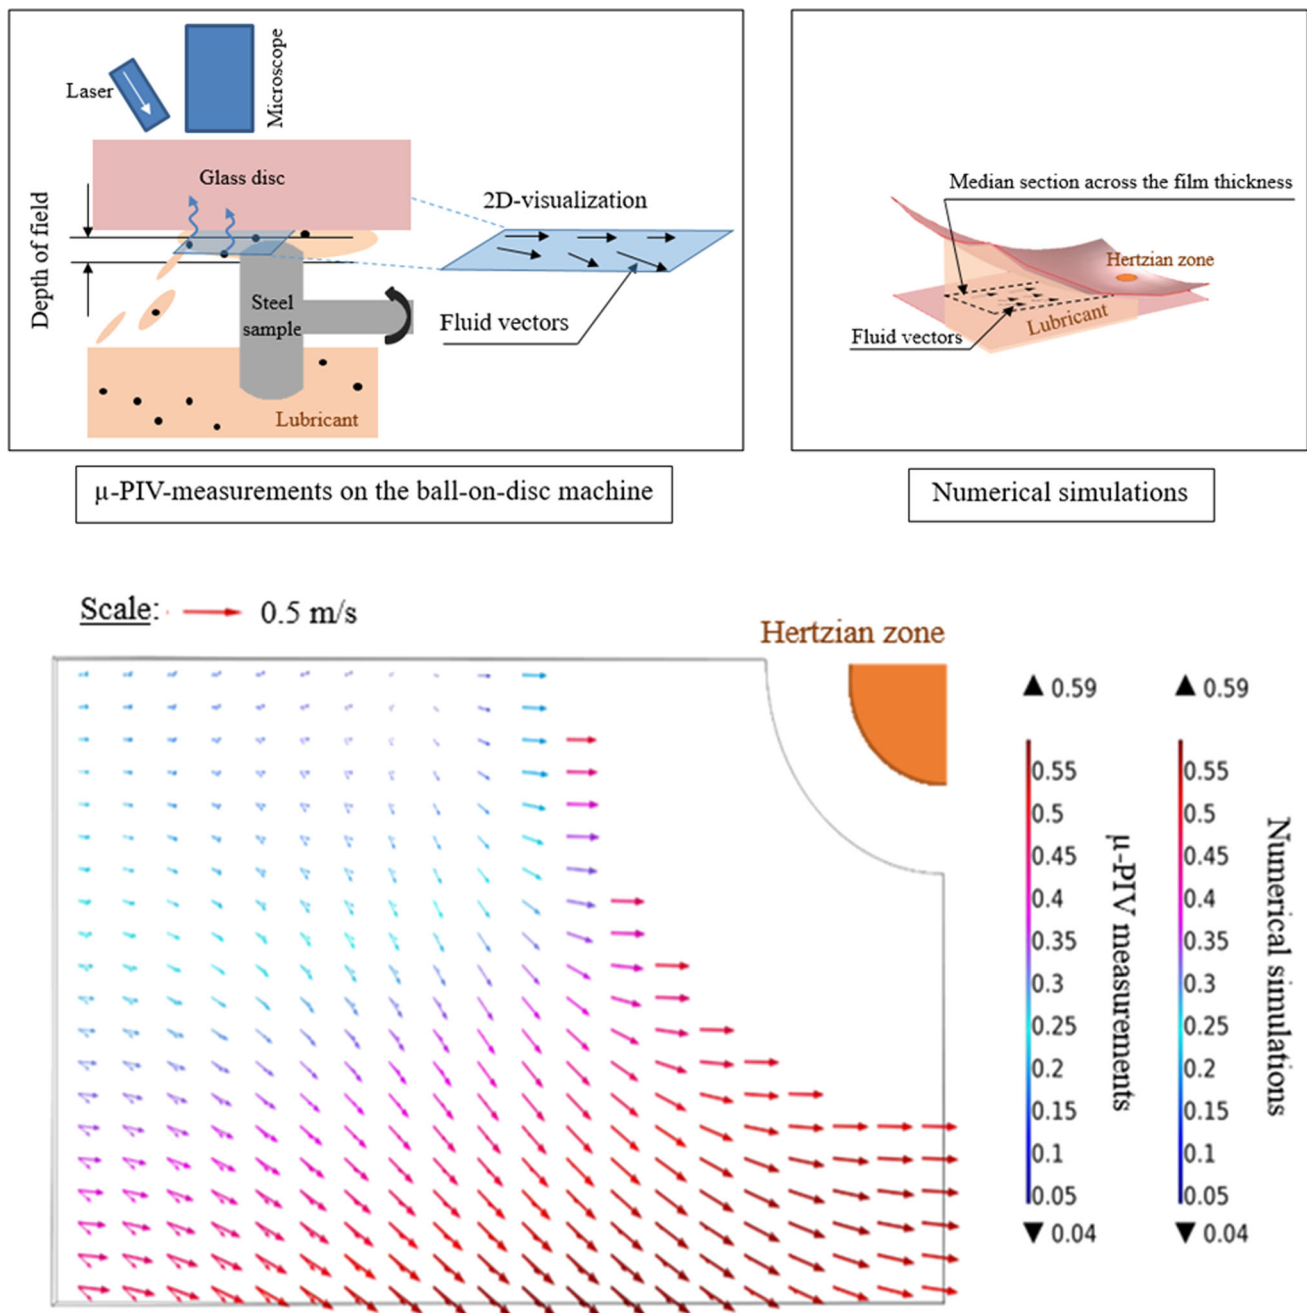 Laser
Microscope
Glass disc
2D-visualization
Depth of field
Steel
sample
Fluid vectors
Lubricant
Median section across the film thickness
Hertzian zone
Lubricant
Fluid vectors
µ-PIV-measurements on the ball-on-disc machine
Numerical simulations
Scale: 0.5 m/s
Hertzian zone
▲ 0.59
0.55
0.5
0.45
0.4
0.35
0.3
0.25
0.2
0.15
0.1
0.05
▼ 0.04
µ-PIV measurements
▲ 0.59
0.55
0.5
0.45
0.4
0.35
0.3
0.25
0.2
0.15
0.1
0.05
▼ 0.04
Numerical simulations